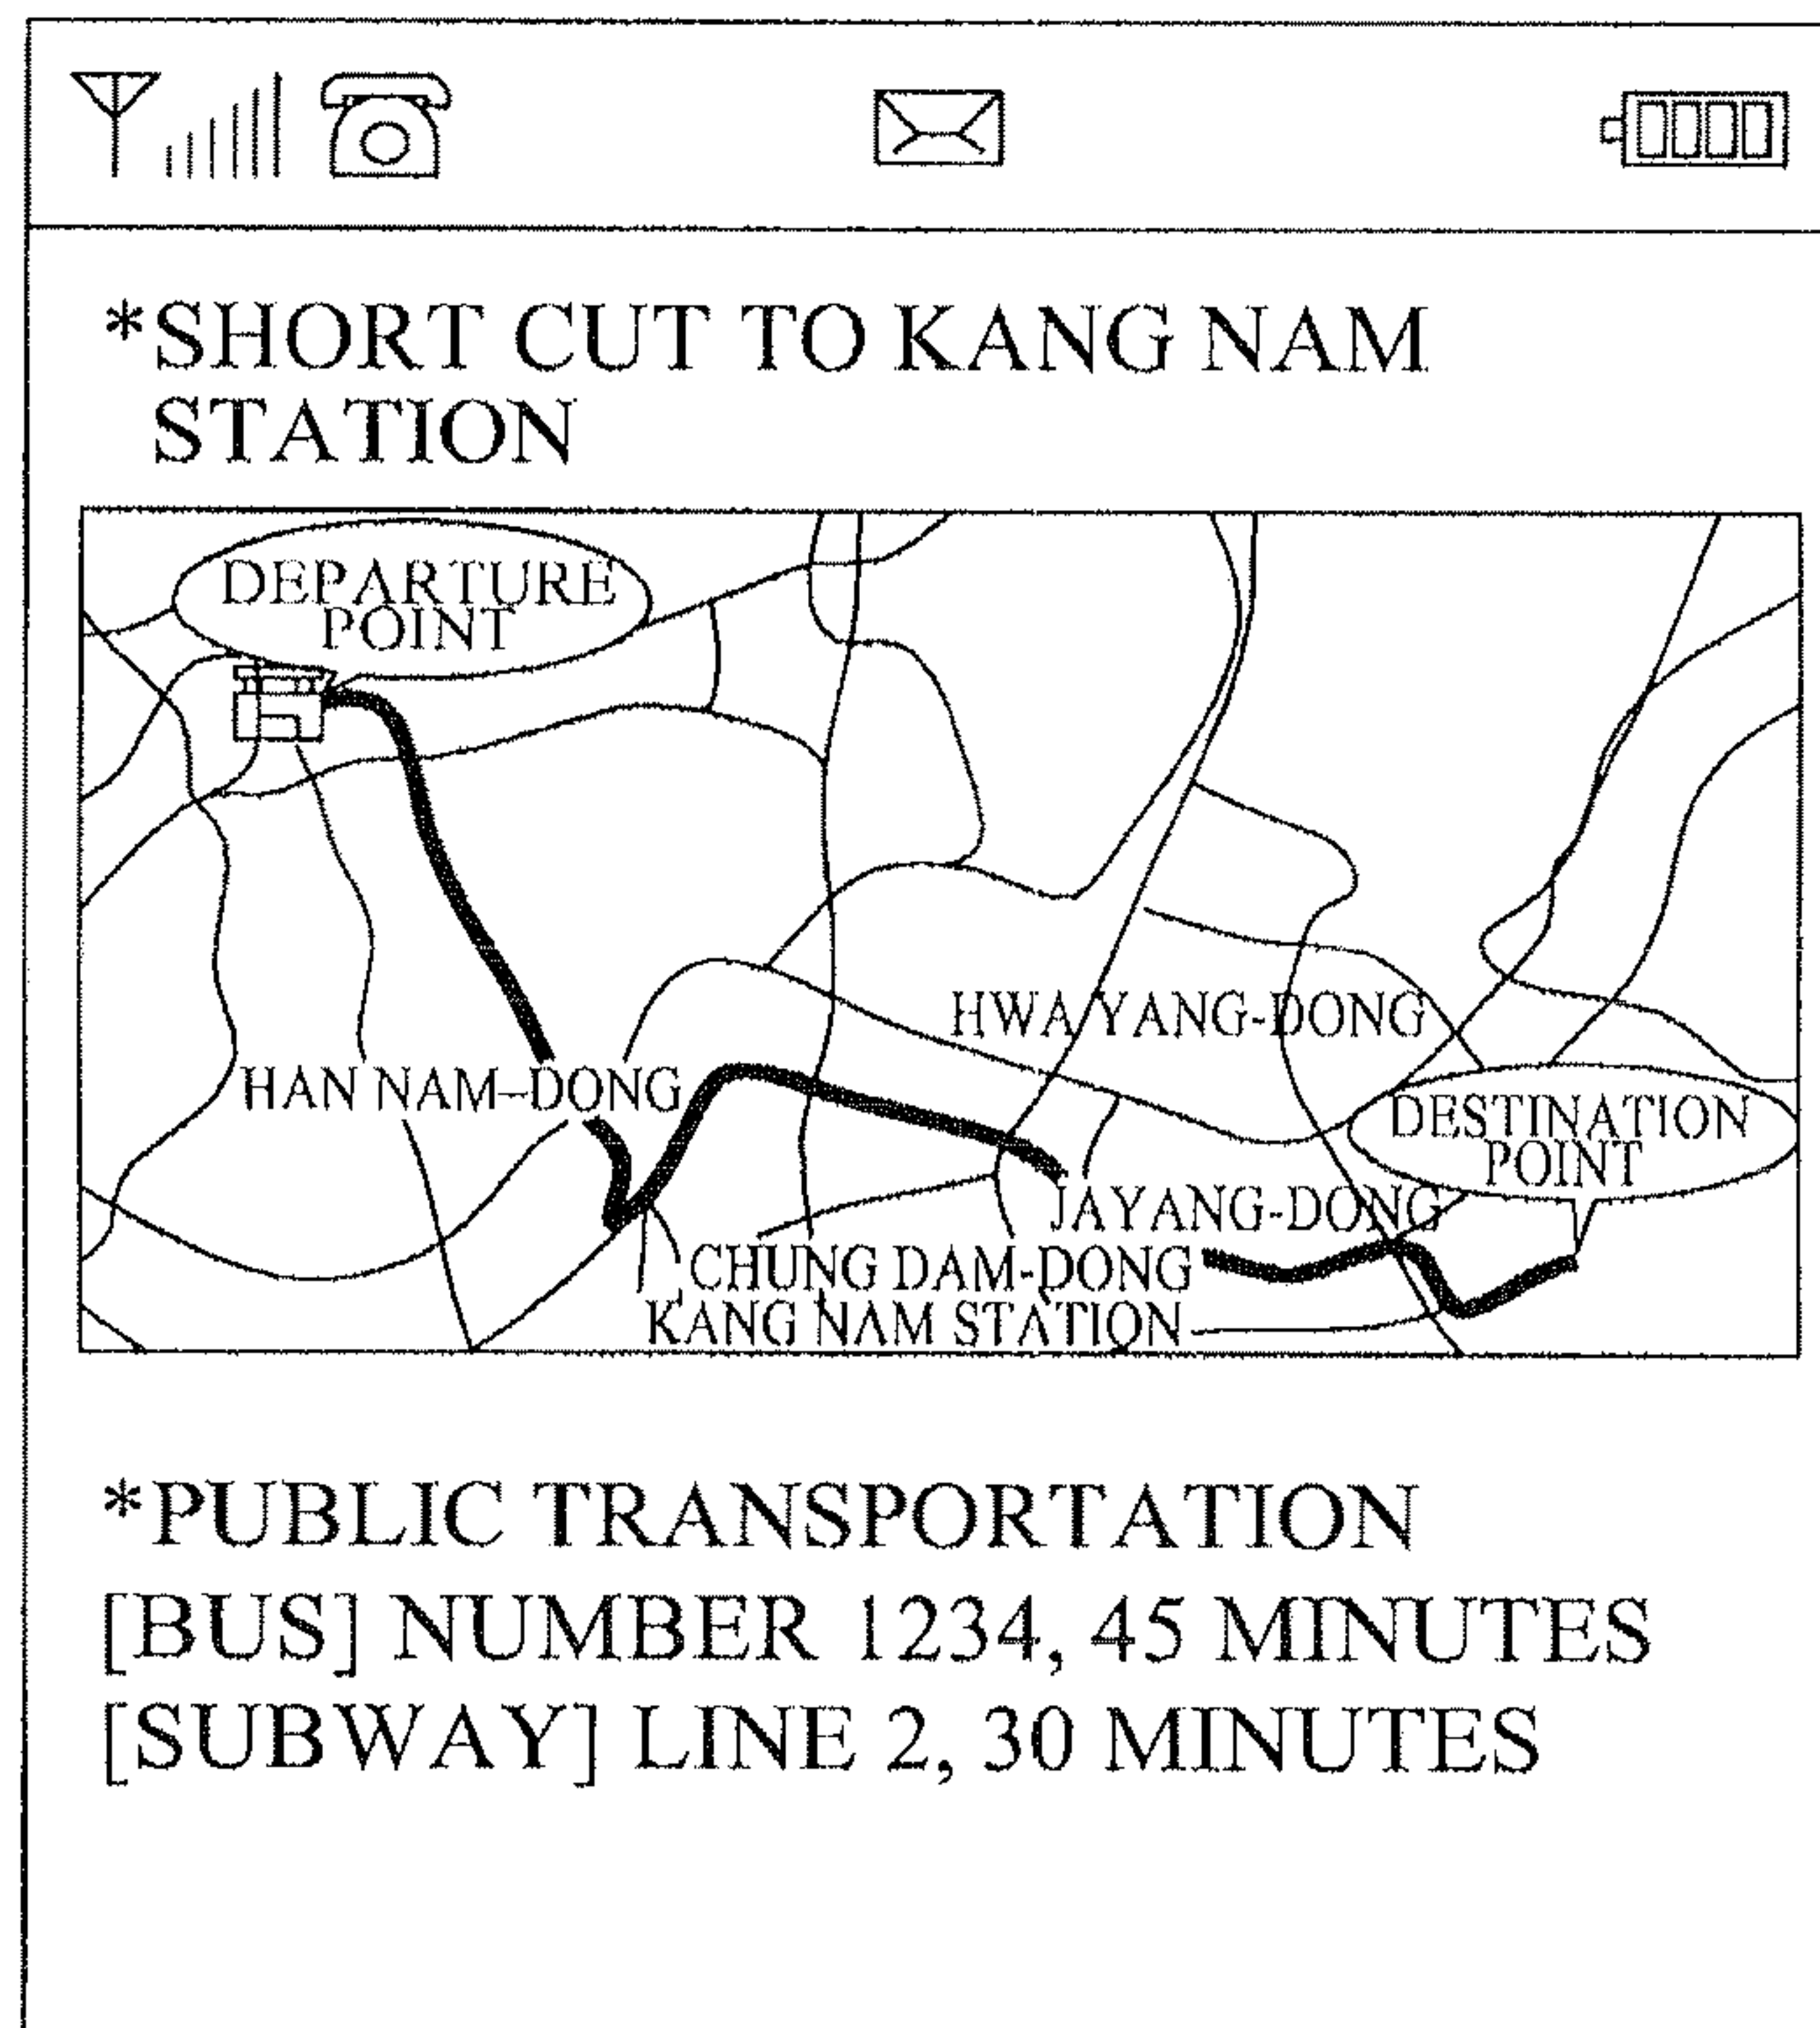 *SHORT CUT TO KANG NAM
STATION
DEPARTURE
POINT
HWA YANG-DONG
HAN NAM-DONG
DESTINATION
POINT
JAYANG-DONG
CHUNG DAM-DONG
KANG NAM STATION
*PUBLIC TRANSPORTATION
[BUS] NUMBER 1234, 45 MINUTES
[SUBWAY] LINE 2, 30 MINUTES